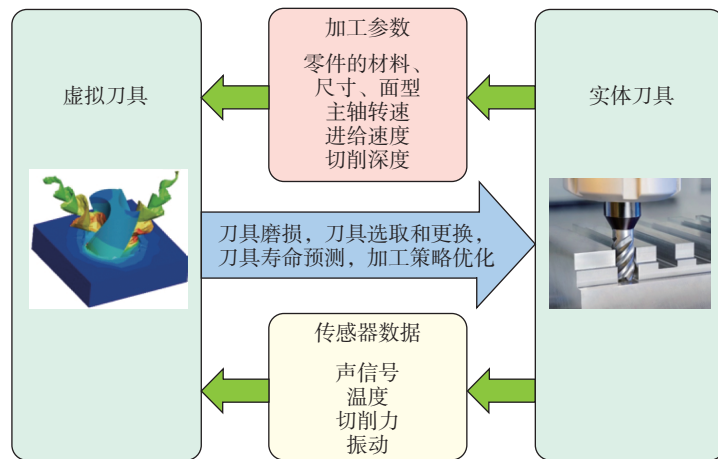 加工参数
零件的材料、
尺寸、面型
主轴转速
进给速度
切削深度
虚拟刀具
实体刀具
刀具磨损，刀具选取和更换，
刀具寿命预测，加工策略优化
传感器数据
声信号
温度
切削力
振动